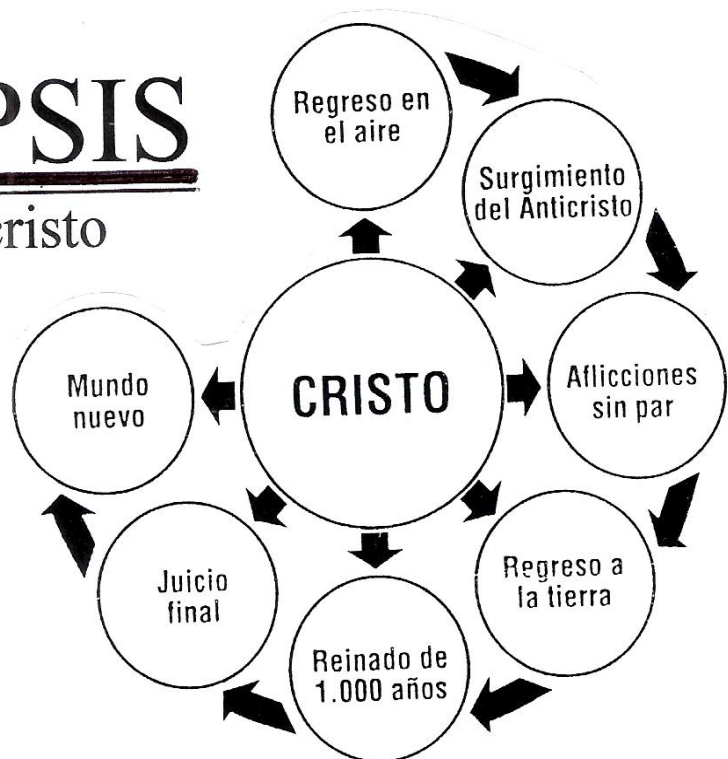 PSIS
cristo
Regreso en
el aire
Surgimiento
del Anticristo
Aflicciones
sin par
Regreso a
la tierra
Reinado de
1.000 años
Juicio
final
Mundo
nuevo
CRISTO